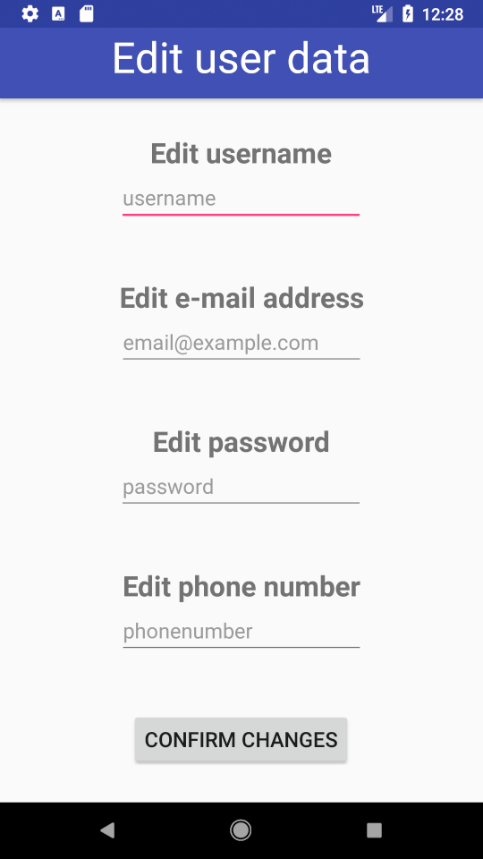 LTE 12:28
Edit user data
Edit username
username
Edit e-mail address
email@example.com
Edit password
password
Edit phone number
phonenumber
CONFIRM CHANGES